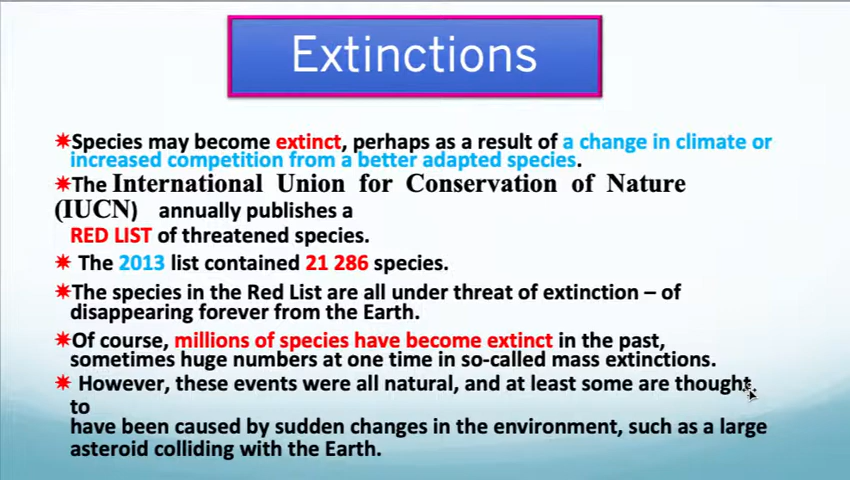 Extinctions
✷Species may become extinct, perhaps as a result of a change in climate or
increased competition from a better adapted species.
✷The International Union for Conservation of Nature
(IUCN) annually publishes a
RED LIST of threatened species.
✷ The 2013 list contained 21 286 species.
✷The species in the Red List are all under threat of extinction – of
disappearing forever from the Earth.
✷Of course, millions of species have become extinct in the past,
sometimes huge numbers at one time in so-called mass extinctions.
✷ However, these events were all natural, and at least some are thought
to
have been caused by sudden changes in the environment, such as a large
asteroid colliding with the Earth.